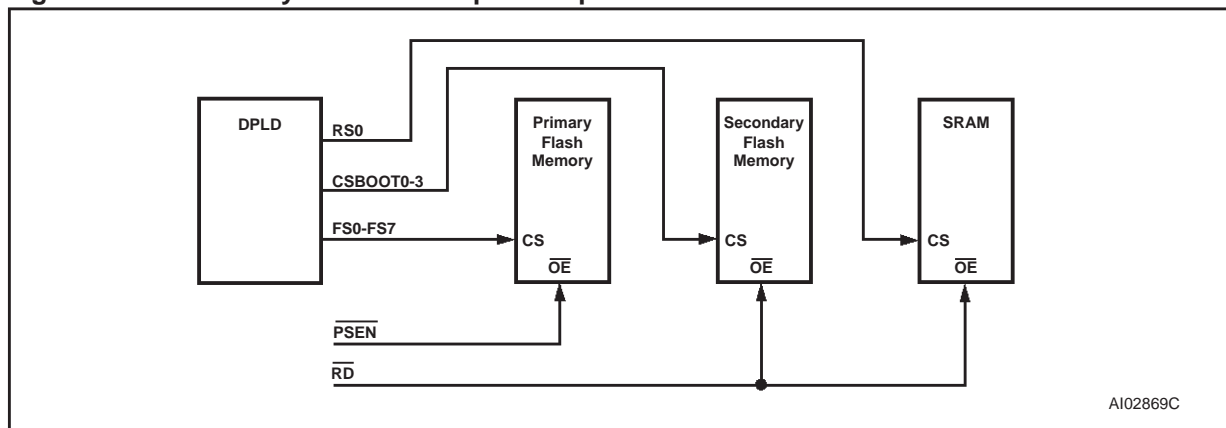 DPLD
RS0
CSBOOT0-3
FS0-FS7
Primary
Flash
Memory
CS
OE
Secondary
Flash
Memory
CS
OE
SRAM
CS
OE
PSEN
RD
AI02869C